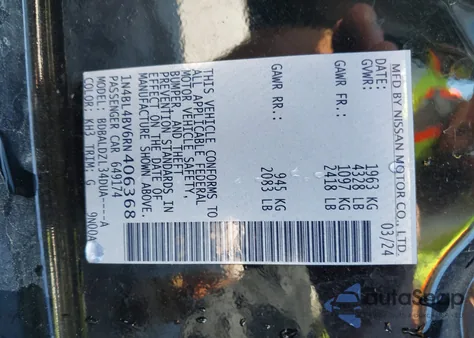 MFD BY NISSAN MOTOR CO., LTD.
DATE: 03/24
GVWR: 1963 KG
4328 LB
GAWR FR.: 1097 KG
2418 LB
GAWR RR.: 945 KG
2083 LB
THIS VEHICLE CONFORMS TO
ALL APPLICABLE FEDERAL
MOTOR VEHICLE SAFETY,
BUMPER, AND THEFT
PREVENTION STANDARDS IN
EFFECT ON THE DATE OF
MANUFACTURE SHOWN ABOVE.
1N4BL4BV6RN406368
PASSENGER CAR 649174
MODEL: BDBALDZL34DUA----A
COLOR: KH3 TRIM: G 9N00A
AutaSnap